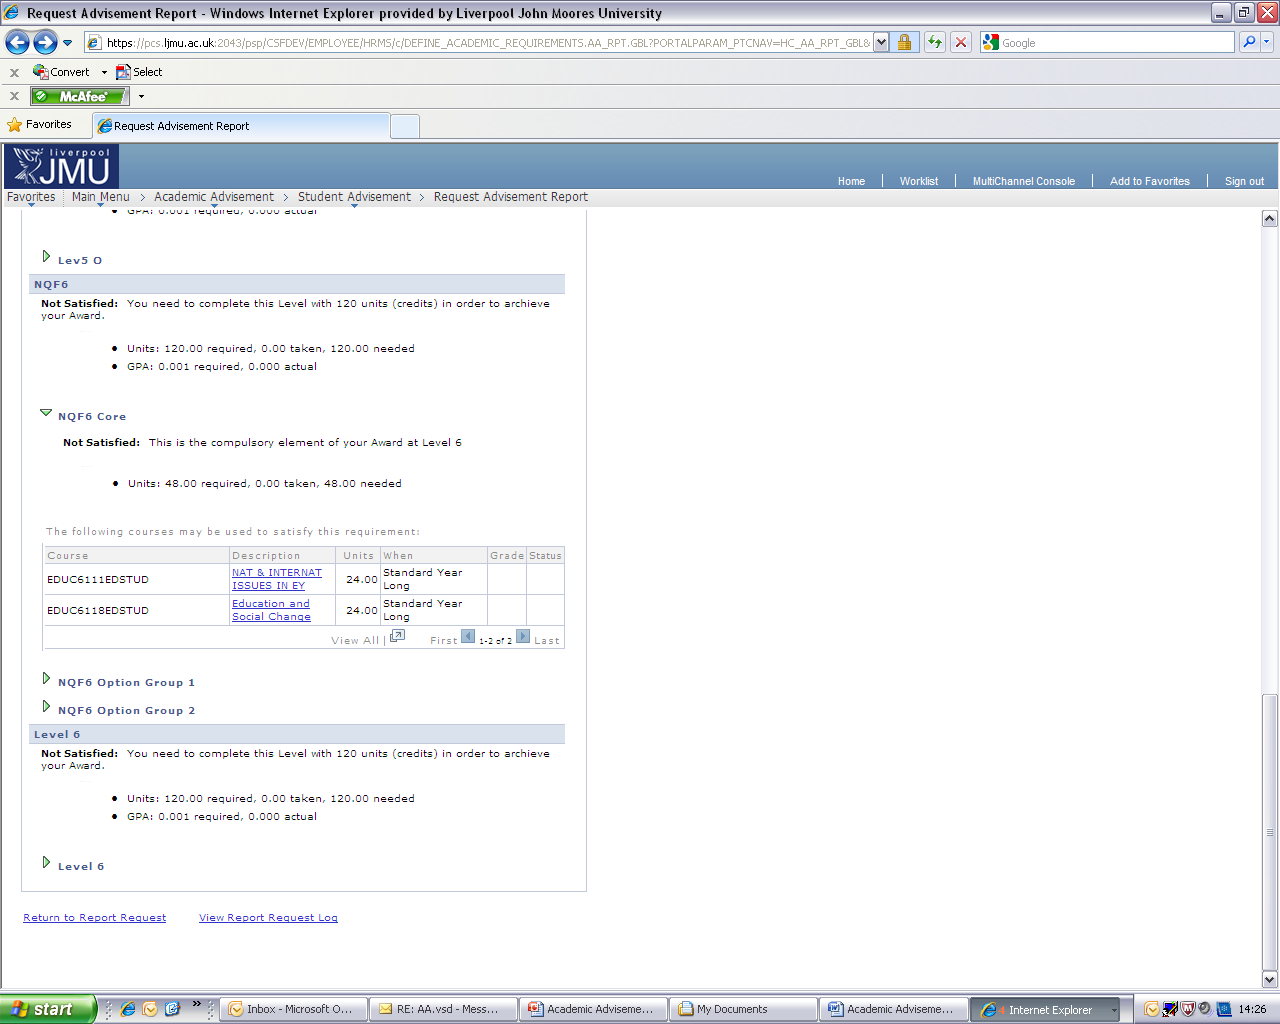 Request Advisement Report - Windows Internet Explorer provided by Liverpool John Moores University
https://pcs.ljmu.ac.uk:2043/psp/CSFDEV/EMPLOYEE/HRMS/c/DEFINE_ACADEMIC_REQUIREMENTS.AA_RPT.GBL?PORTALPARAM_PTCNAV=HC_AA_RPT_GBL&
Google
x Convert Select
x McAfee
Favorites Request Advisement Report
liverpool
JMU
Home Worklist MultiChannel Console Add to Favorites Sign out
Favorites Main Menu > Academic Advisement > Student Advisement > Request Advisement Report
• GPA: 0.001 required, 0.000 actual
Lev5 O
NQF6
Not Satisfied: You need to complete this Level with 120 units (credits) in order to archieve
your Award.
• Units: 120.00 required, 0.00 taken, 120.00 needed
• GPA: 0.001 required, 0.000 actual
NQF6 Core
Not Satisfied: This is the compulsory element of your Award at Level 6
• Units: 48.00 required, 0.00 taken, 48.00 needed
The following courses may be used to satisfy this requirement:
Course Description Units When Grade Status
EDUC6111EDSTUD NAT & INTERNAT ISSUES IN EY 24.00 Standard Year Long
EDUC6118EDSTUD Education and Social Change 24.00 Standard Year Long
View All | First 1-2 of 2 Last
NQF6 Option Group 1
NQF6 Option Group 2
Level 6
Not Satisfied: You need to complete this Level with 120 units (credits) in order to archieve
your Award.
• Units: 120.00 required, 0.00 taken, 120.00 needed
• GPA: 0.001 required, 0.000 actual
Level 6
Return to Report Request View Report Request Log
start » Inbox - Microsoft O... RE: AA.vsd - Mess... Academic Adviseme... My Documents Academic Adviseme... Internet Explorer 14:26